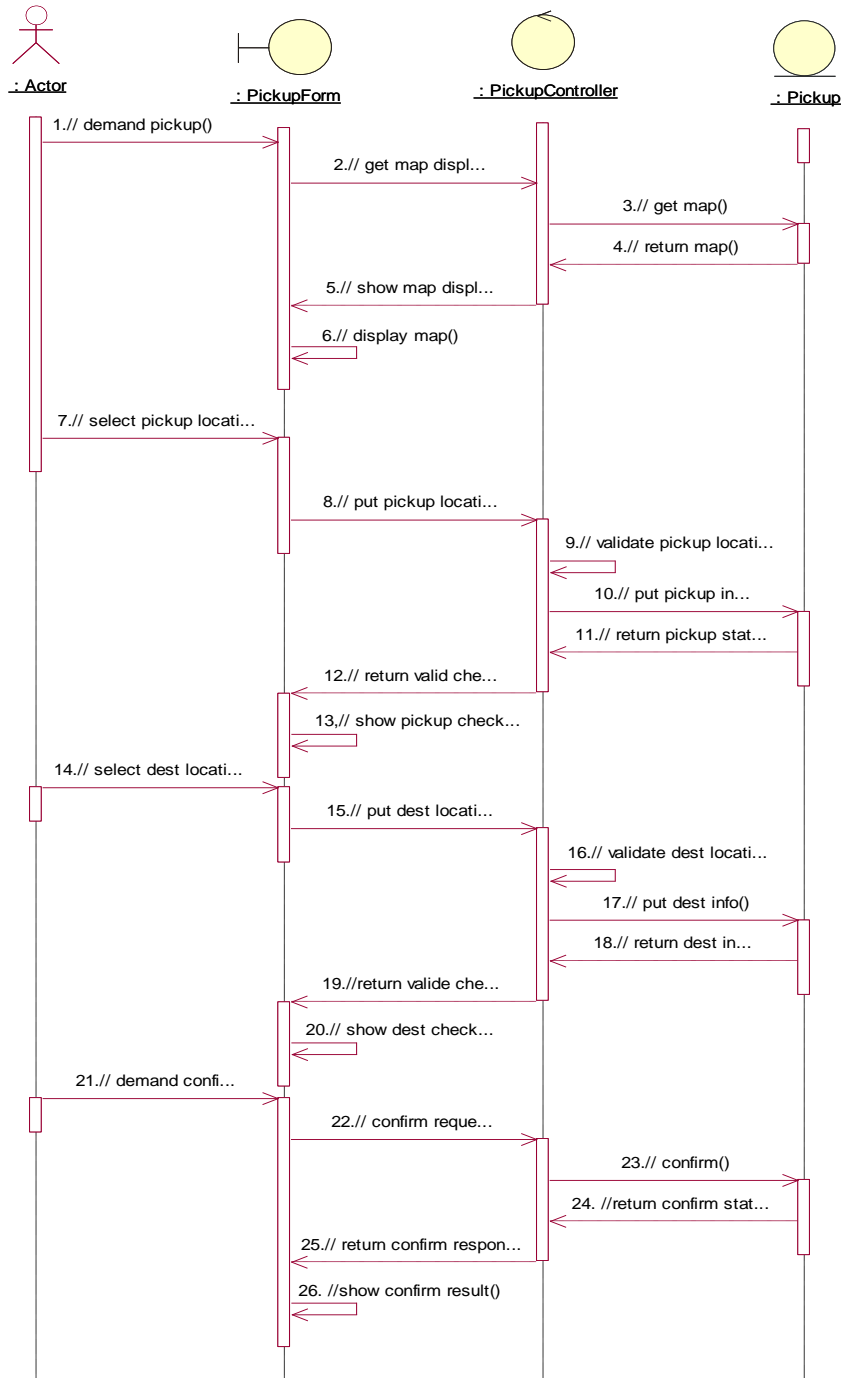 : Actor
: PickupForm
: PickupController
: Pickup
1.// demand pickup()
2.// get map displ...
3.// get map()
4.// return map()
5.// show map displ...
6.// display map()
7.// select pickup locati...
8.// put pickup locati...
9.// validate pickup locati...
10.// put pickup in...
11.// return pickup stat...
12.// return valid che...
13,// show pickup check...
14.// select dest locati...
15.// put dest locati...
16.// validate dest locati...
17.// put dest info()
18.// return dest in...
19.//return valide che...
20.// show dest check...
21.// demand confi...
22.// confirm reque...
23.// confirm()
24. //return confirm stat...
25.// return confirm respon...
26. //show confirm result()